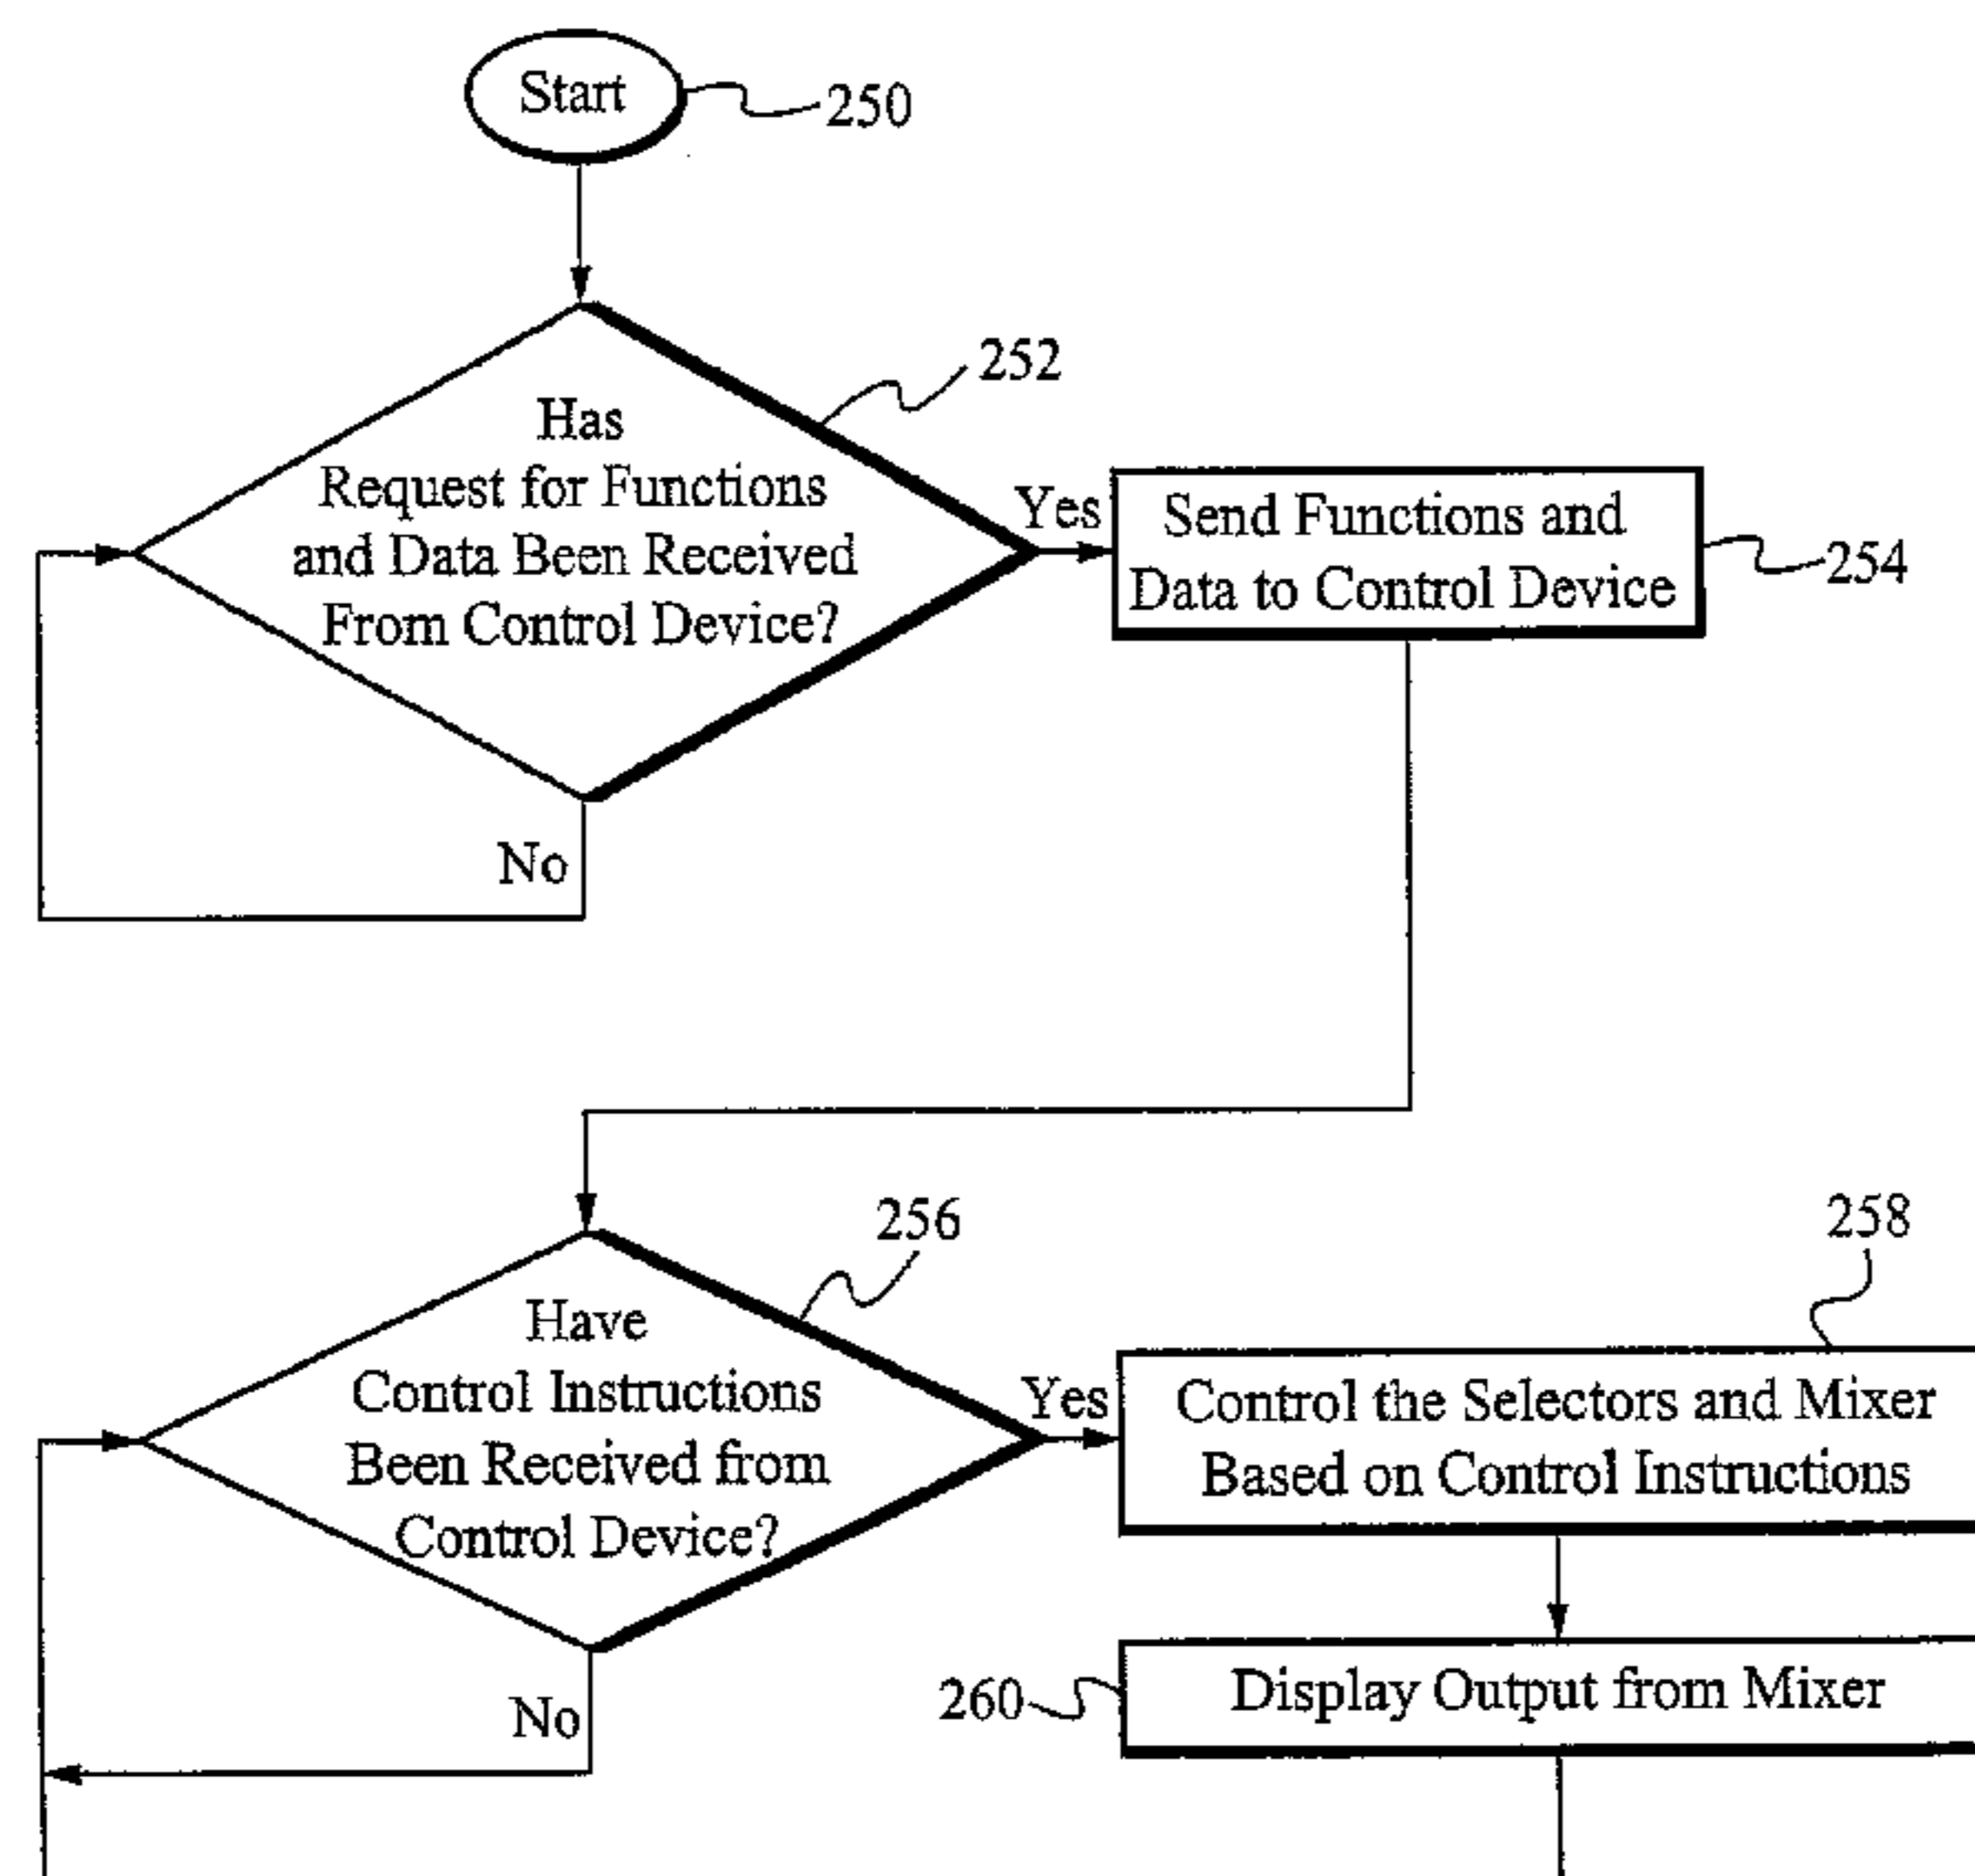 Start
250
252
Has
Request for Functions
and Data Been Received
From Control Device?
Yes
Send Functions and
Data to Control Device
254
No
256
258
Have
Control Instructions
Been Received from
Control Device?
Yes
Control the Selectors and Mixer
Based on Control Instructions
260
Display Output from Mixer
No